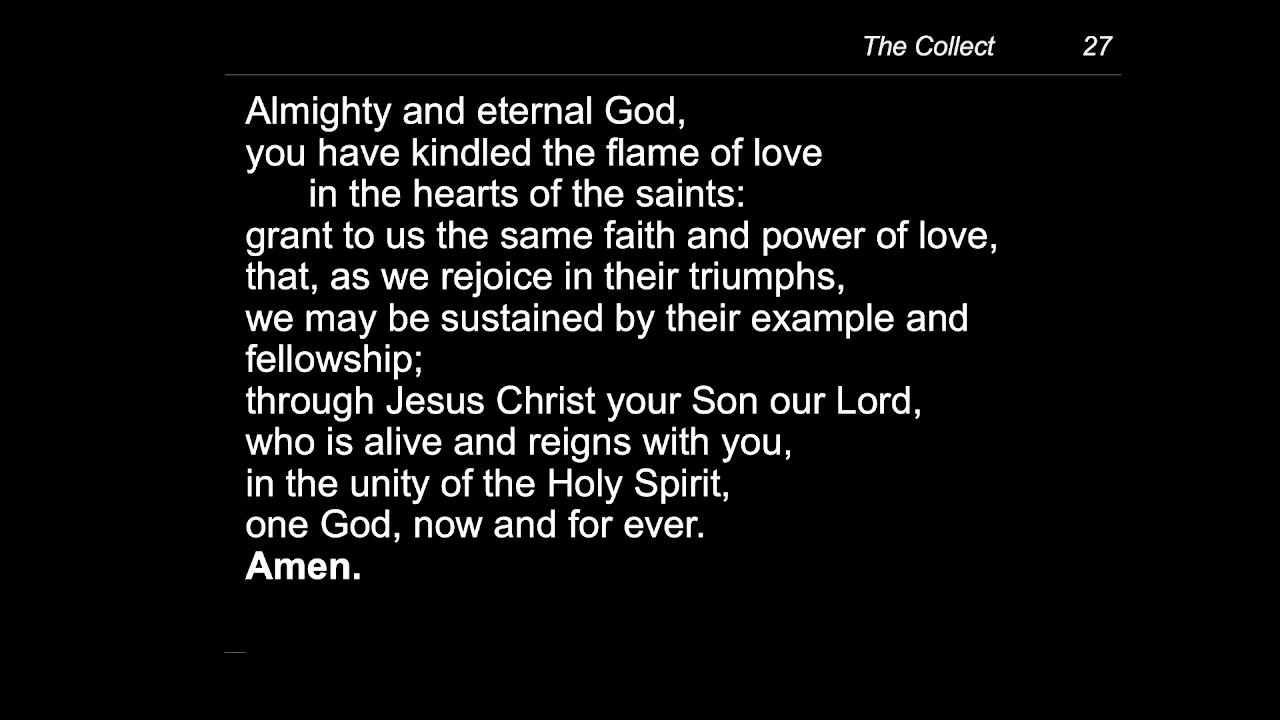 The Collect 27
Almighty and eternal God,
you have kindled the flame of love
in the hearts of the saints:
grant to us the same faith and power of love,
that, as we rejoice in their triumphs,
we may be sustained by their example and
fellowship;
through Jesus Christ your Son our Lord,
who is alive and reigns with you,
in the unity of the Holy Spirit,
one God, now and for ever.
Amen.